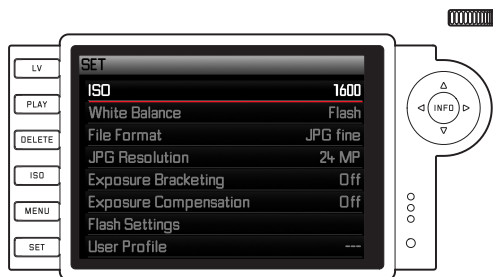 LV
PLAY
DELETE
ISO
MENU
SET
SET
ISO 1600
White Balance Flash
File Format JPG fine
JPG Resolution 24 MP
Exposure Bracketing Off
Exposure Compensation Off
Flash Settings
User Profile ---
INFO